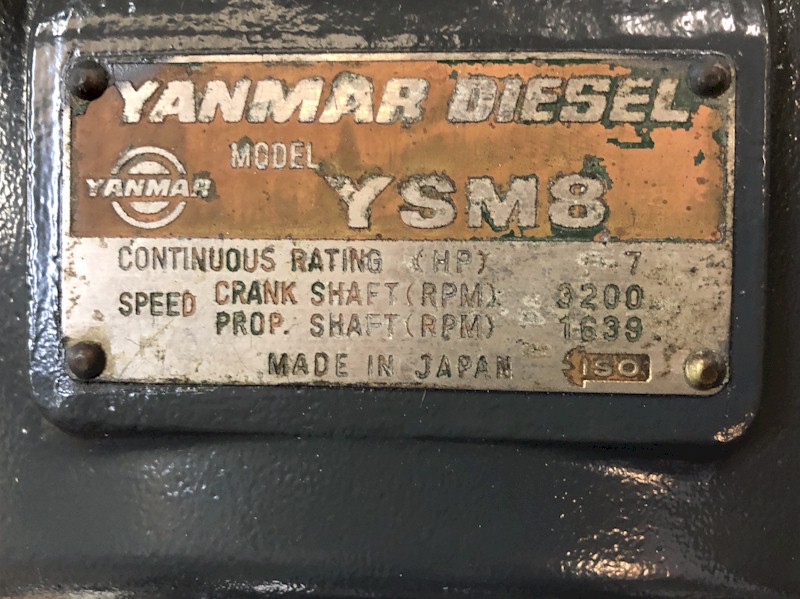 YANMAR DIESEL
MODEL
YANMAR
YSM8
CONTINUOUS RATING (HP) 7
SPEED CRANK SHAFT (RPM) 3200
PROP. SHAFT (RPM) 1639
MADE IN JAPAN ISO